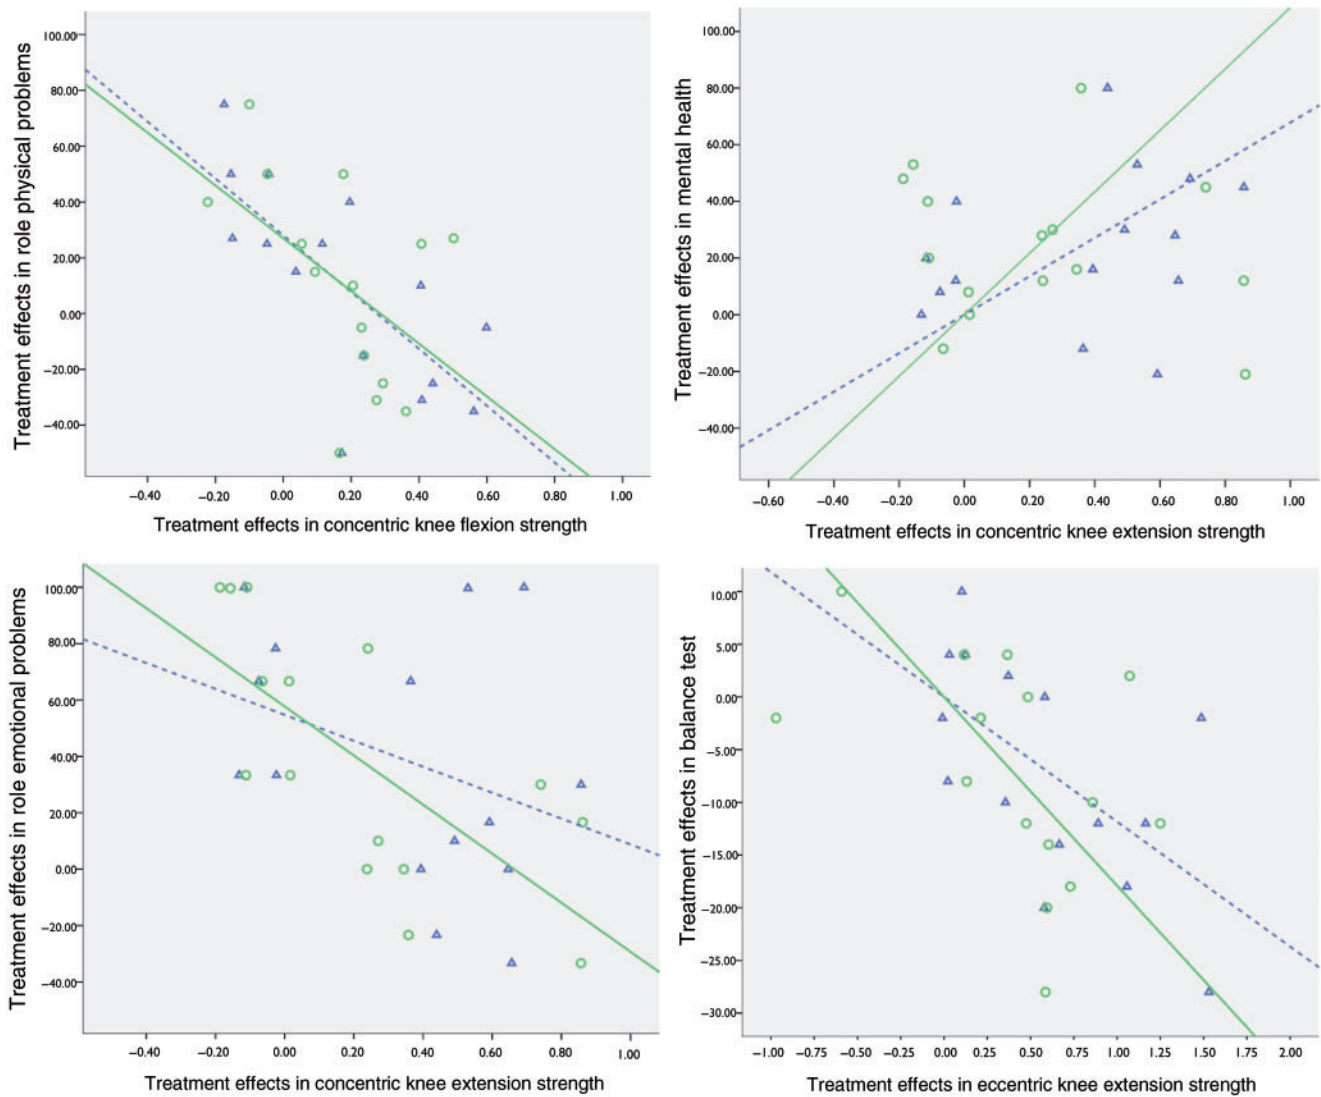 Treatment effects in role physical problems
100.00
80.00
60.00
40.00
20.00
0.00
−20.00
−40.00
−0.40 −0.20 0.00 0.20 0.40 0.60 0.80 1.00
Treatment effects in concentric knee flexion strength
Treatment effects in mental health
100.00
80.00
60.00
40.00
20.00
0.00
−20.00
−40.00
−0.60 −0.40 −0.20 0.00 0.20 0.40 0.60 0.80 1.00
Treatment effects in concentric knee extension strength
Treatment effects in role emotional problems
100.00
80.00
60.00
40.00
20.00
0.00
−20.00
−40.00
−0.40 −0.20 0.00 0.20 0.40 0.60 0.80 1.00
Treatment effects in concentric knee extension strength
Treatment effects in balance test
10.00
5.00
0.00
−5.00
−10.00
−15.00
−20.00
−25.00
−30.00
−1.00 −0.75 −0.50 −0.25 0.00 0.25 0.50 0.75 1.00 1.25 1.50 1.75 2.00
Treatment effects in eccentric knee extension strength